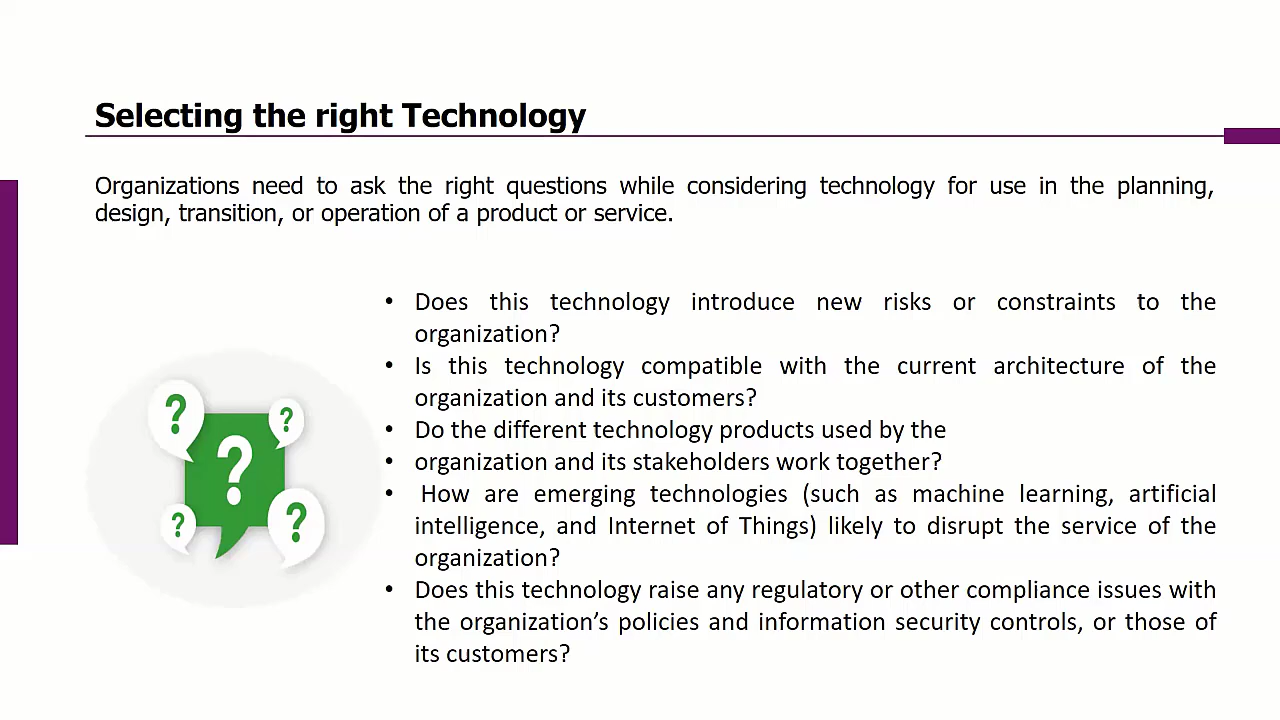 Selecting the right Technology
Organizations need to ask the right questions while considering technology for use in the planning,
design, transition, or operation of a product or service.
• Does this technology introduce new risks or constraints to the
organization?
• Is this technology compatible with the current architecture of the
organization and its customers?
• Do the different technology products used by the
• organization and its stakeholders work together?
• How are emerging technologies (such as machine learning, artificial
intelligence, and Internet of Things) likely to disrupt the service of the
organization?
• Does this technology raise any regulatory or other compliance issues with
the organization’s policies and information security controls, or those of
its customers?
?
?
?
?
?